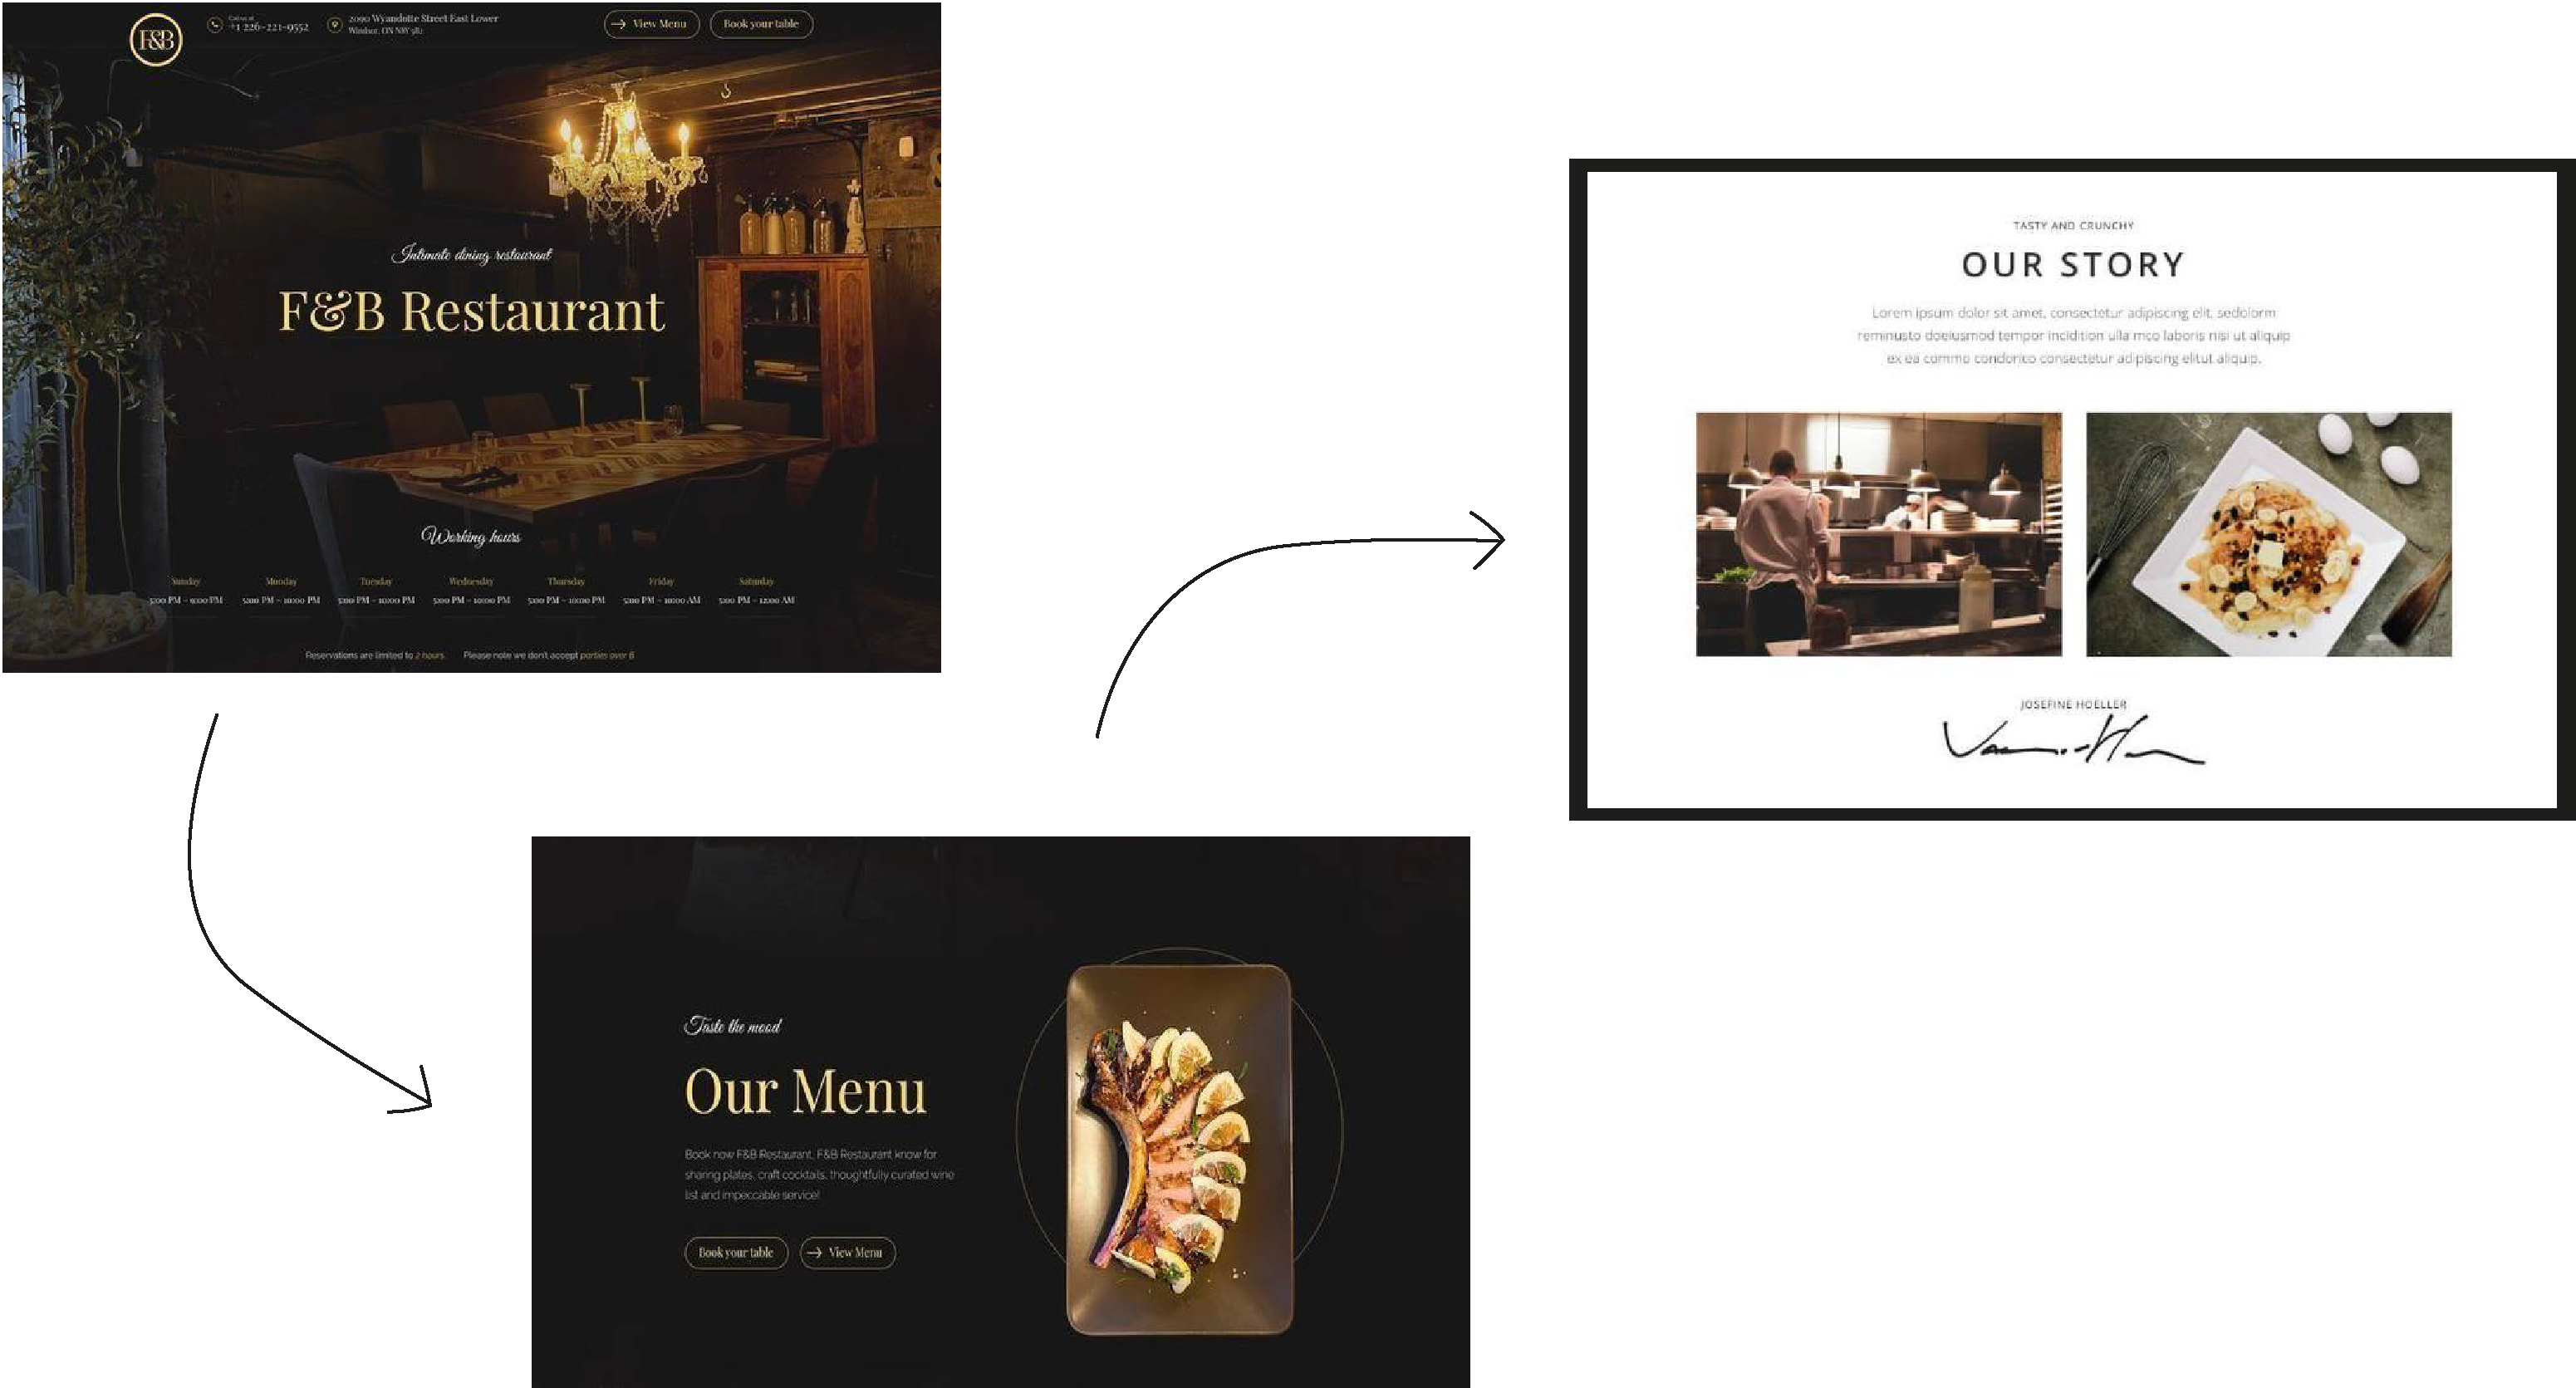 F&B
Call us at
+1 226-221-9552
2090 Wyandotte Street East Lower
Windsor, ON N8Y
View Menu
Book your table
Intimate dining restaurant
F&B Restaurant
Working hours
Sunday Monday Tuesday Wednesday Thursday Friday Saturday
5:00 PM – 9:00 PM 5:00 PM – 10:00 PM 5:00 PM – 10:00 PM 5:00 PM – 10:00 PM 5:00 PM – 10:00 PM 5:00 PM – 10:00 AM 5:00 PM – 12:00 AM
Reservations are limited to 2 hours. Please note we don't accept parties over 6
Taste the mood
Our Menu
Book now F&B Restaurant, F&B Restaurant know for
sharing plates, craft cocktails, thoughtfully curated wine
list and impeccable service!
Book your table
View Menu
TASTY AND CRUNCHY
OUR STORY
Lorem ipsum dolor sit amet, consectetur adipiscing elit, sedolorm
reminusto doeiusmod tempor incidition ulla mco laboris nisi ut aliquip
ex ea commo condorico consectetur adipiscing elitut aliquip.
JOSEFINE HOELLER